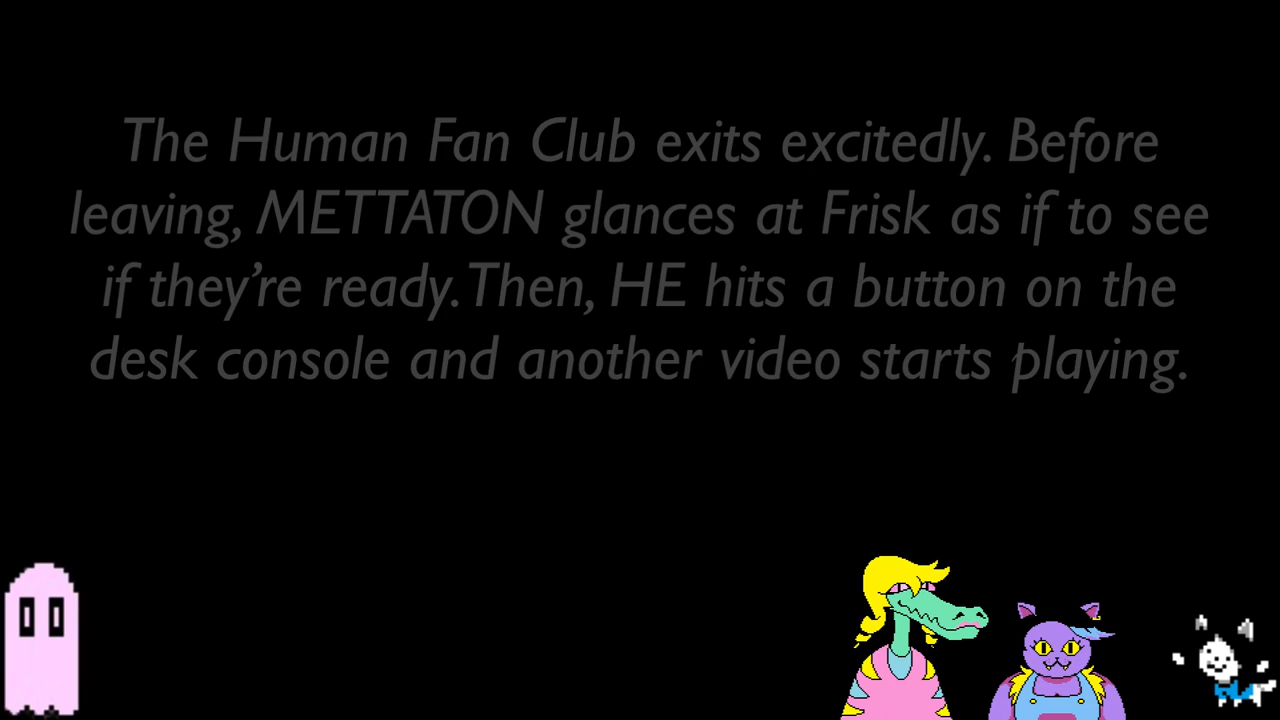 The Human Fan Club exits excitedly. Before
leaving, METTATON glances at Frisk as if to see
if they’re ready. Then, HE hits a button on the
desk console and another video starts playing.